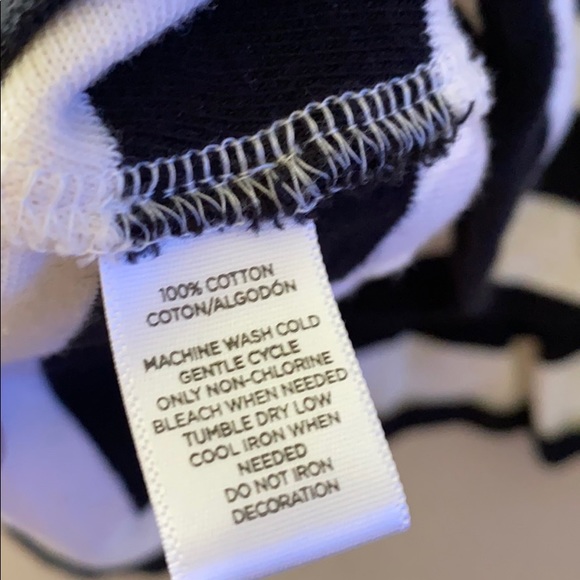 100% COTTON
COTON/ALGODÓN
MACHINE WASH COLD
GENTLE CYCLE
ONLY NON-CHLORINE
BLEACH WHEN NEEDED
TUMBLE DRY LOW
COOL IRON WHEN
NEEDED
DO NOT IRON
DECORATION